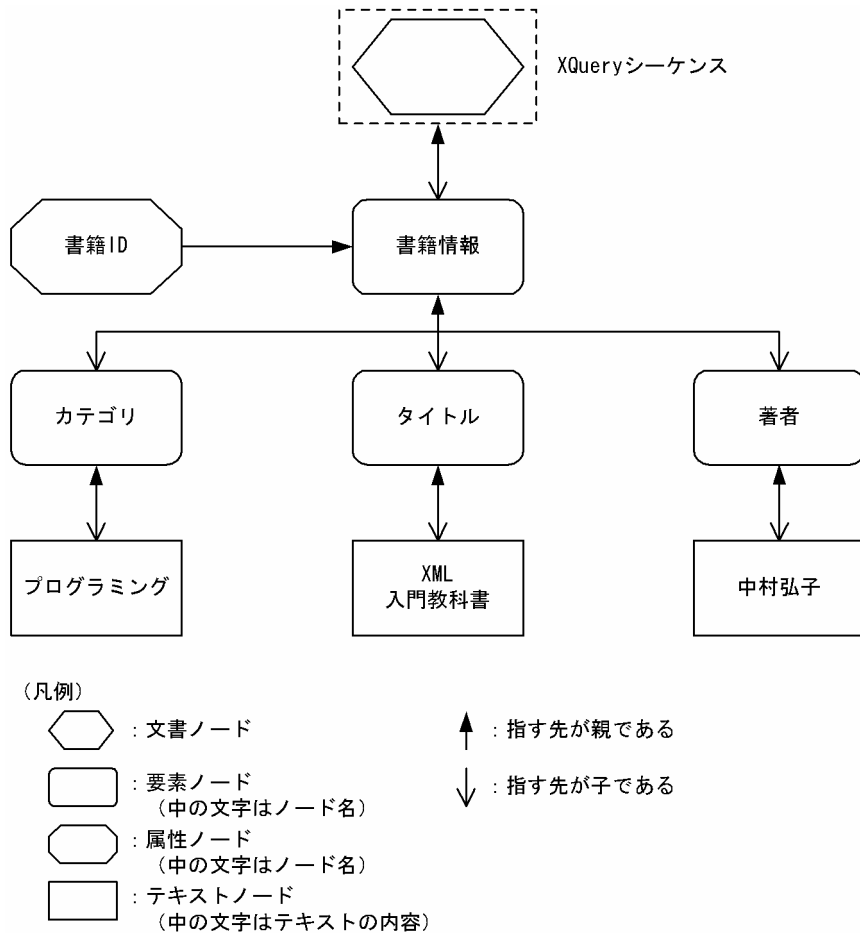 XQueryシーケンス
書籍ID
書籍情報
カテゴリ
タイトル
著者
プログラミング
XML
入門教科書
中村弘子
（凡例）
：文書ノード
：指す先が親である
：要素ノード
（中の文字はノード名）
：指す先が子である
：属性ノード
（中の文字はノード名）
：テキストノード
（中の文字はテキストの内容）